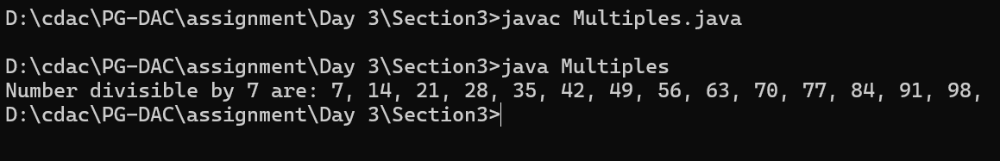 D:\cdac\PG-DAC\assignment\Day 3\Section3>javac Multiples.java
D:\cdac\PG-DAC\assignment\Day 3\Section3>java Multiples
Number divisible by 7 are: 7, 14, 21, 28, 35, 42, 49, 56, 63, 70, 77, 84, 91, 98,
D:\cdac\PG-DAC\assignment\Day 3\Section3>